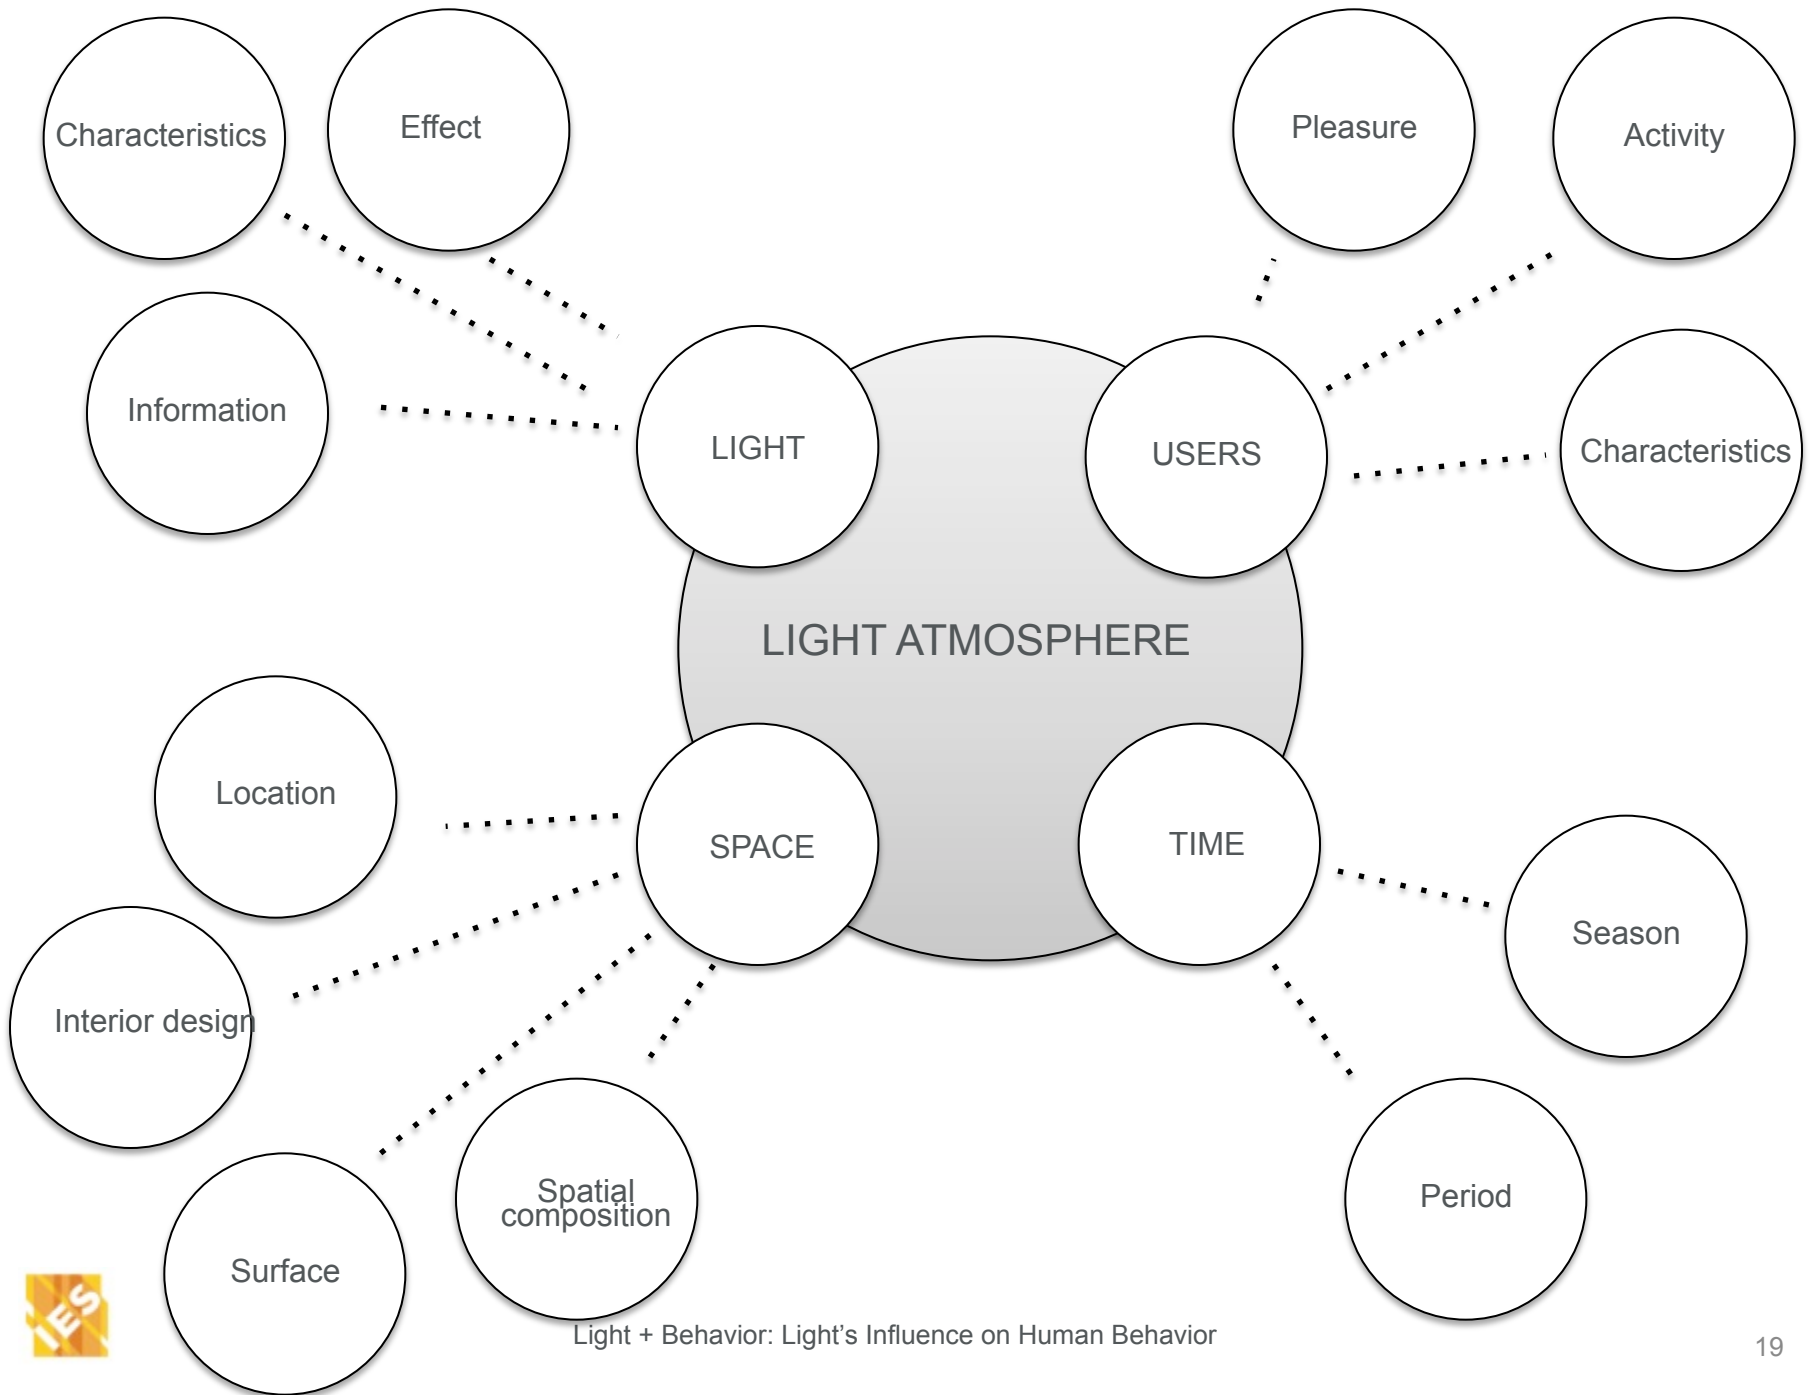 Characteristics
Effect
Pleasure
Activity
Information
LIGHT
USERS
Characteristics
LIGHT ATMOSPHERE
Location
SPACE
TIME
Interior design
Season
Spatial
composition
Period
Surface
IES
Light + Behavior: Light's Influence on Human Behavior
19